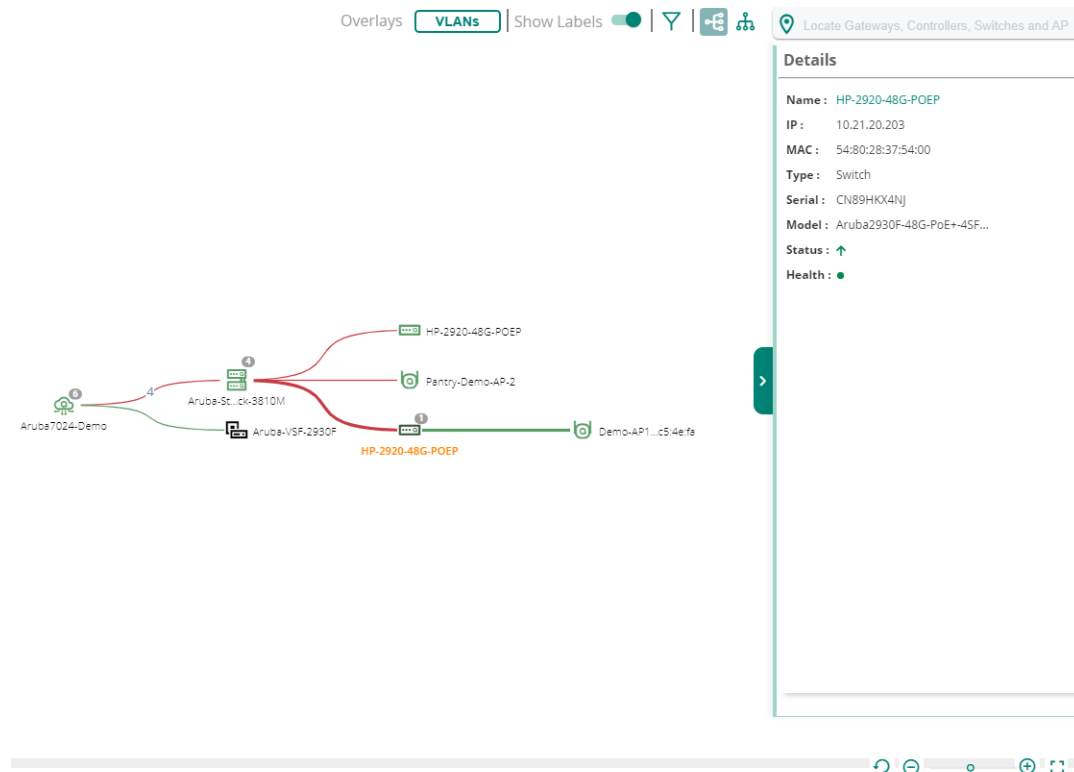 Overlays VLANs Show Labels
Locate Gateways, Controllers, Switches and AP
Details
Name : HP-2920-48G-POEP
IP : 10.21.20.203
MAC : 54:80:28:37:54:00
Type : Switch
Serial : CN89HKX4NJ
Model : Aruba2930F-48G-PoE+-4SF...
Status :
Health :
HP-2920-48G-POEP
4
Pantry-Demo-AP-2
6
4
Aruba-St...ck-3810M
Aruba7024-Demo
1
Aruba-VSF-2930F
Demo-AP1...c5:4e:fa
HP-2920-48G-POEP